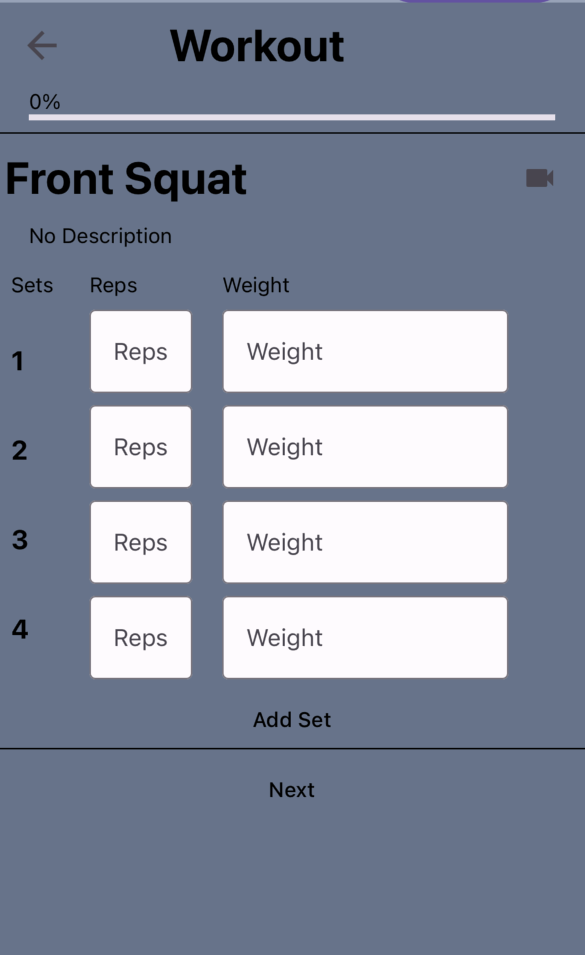 Workout
0%
Front Squat
No Description
Sets Reps Weight
1 Reps Weight
2 Reps Weight
3 Reps Weight
4 Reps Weight
Add Set
Next